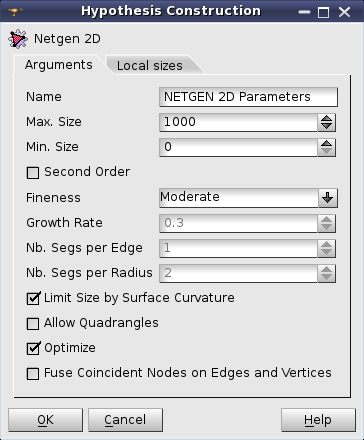 Hypothesis Construction
Netgen 2D
Arguments Local sizes
Name NETGEN 2D Parameters
Max. Size 1000
Min. Size 0
Second Order
Fineness Moderate
Growth Rate 0.3
Nb. Segs per Edge 1
Nb. Segs per Radius 2
Limit Size by Surface Curvature
Allow Quadrangles
Optimize
Fuse Coincident Nodes on Edges and Vertices
OK Cancel Help